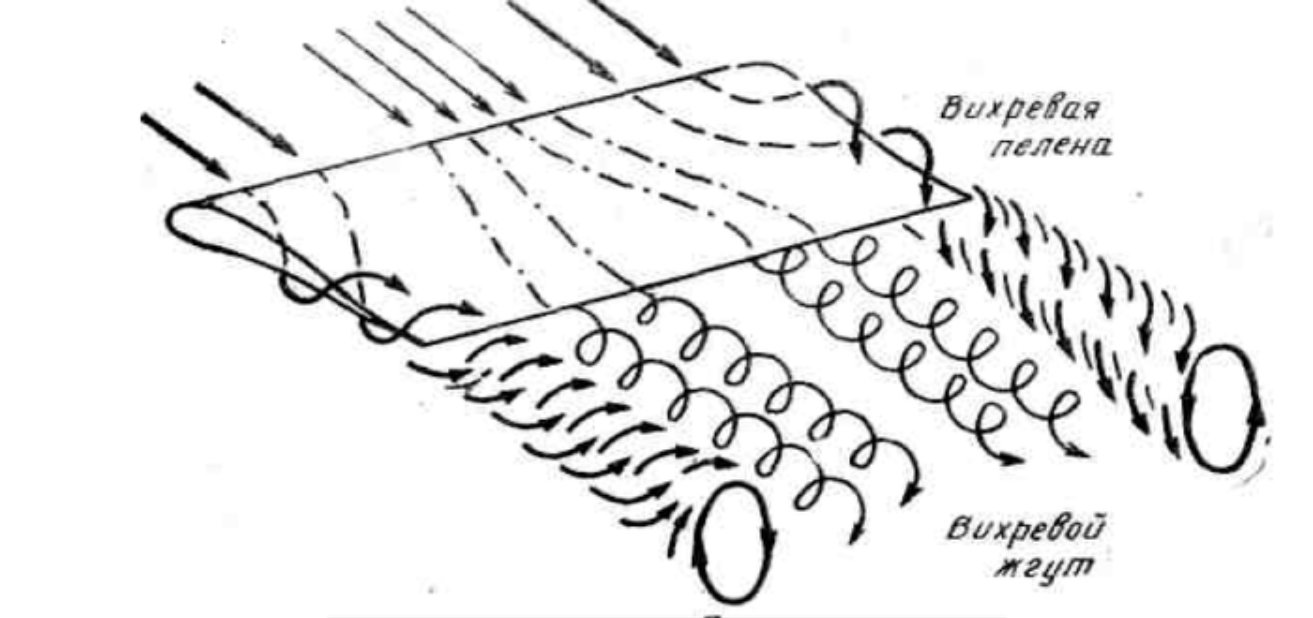 Вихревая
пелена
Вихревой
жгут